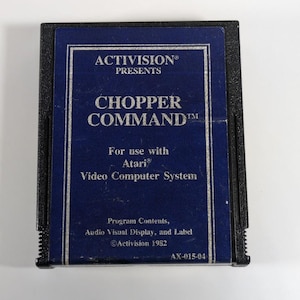 ACTIVISION®
PRESENTS
CHOPPER
COMMAND™
For use with
Atari®
Video Computer System
Program Contents,
Audio Visual Display, and Label
©Activision 1982
AX-015-04